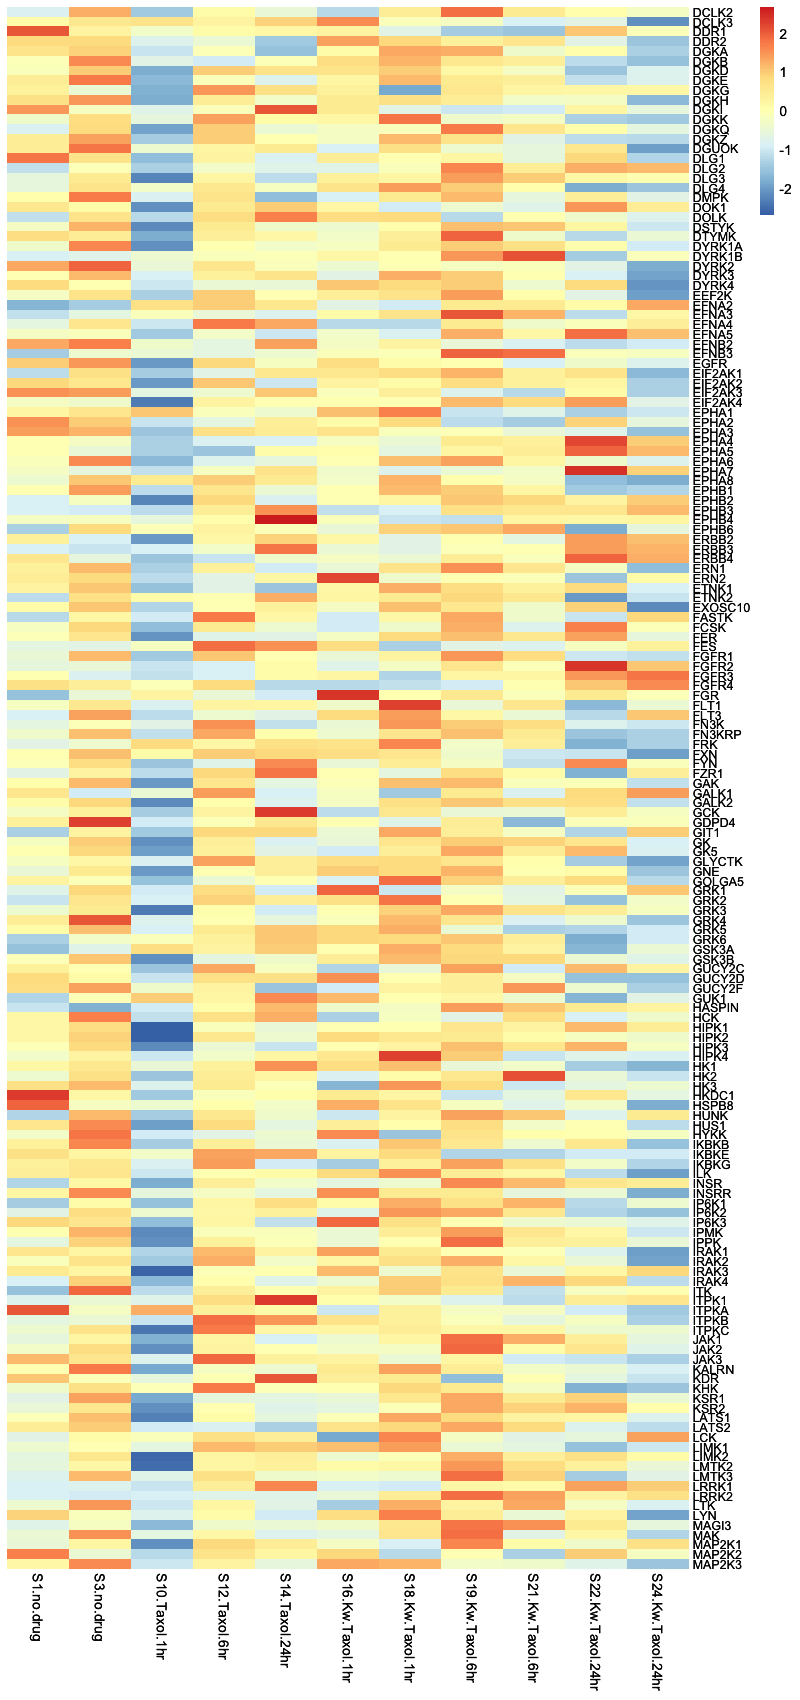 DCLK2
DCLK3
DDR1
DDR2
DGKA
DGKB
DGKD
DGKE
DGKG
DGKH
DGKI
DGKK
DGKQ
DGKZ
DGUOK
DLG1
DLG2
DLG3
DLG4
DMPK
DOK1
DOLK
DSTYK
DTYMK
DYRK1A
DYRK1B
DYRK2
DYRK3
DYRK4
EEF2K
EFNA2
EFNA3
EFNA4
EFNA5
EFNB2
EFNB3
EGFR
EIF2AK1
EIF2AK2
EIF2AK3
EIF2AK4
EPHA1
EPHA2
EPHA3
EPHA4
EPHA5
EPHA6
EPHA7
EPHA8
EPHB1
EPHB2
EPHB3
EPHB4
EPHB6
ERBB2
ERBB3
ERBB4
ERN1
ERN2
ETNK1
ETNK2
EXOSC10
FASTK
FCSK
FER
FES
FGFR1
FGFR2
FGFR3
FGFR4
FGR
FLT1
FLT3
FN3K
FN3KRP
FRK
FXN
FYN
FZR1
GAK
GALK1
GALK2
GCK
GDPD4
GIT1
GK
GK5
GLYCTK
GNE
GOLGA5
GRK1
GRK2
GRK3
GRK4
GRK5
GRK6
GSK3A
GSK3B
GUCY2C
GUCY2D
GUCY2F
GUK1
HASPIN
HCK
HIPK1
HIPK2
HIPK3
HIPK4
HK1
HK2
HK3
HKDC1
HSPB8
HUNK
HUS1
HYKK
IKBKB
IKBKE
IKBKG
ILK
INSR
INSRR
IP6K1
IP6K2
IP6K3
IPMK
IPPK
IRAK1
IRAK2
IRAK3
IRAK4
ITK
ITPK1
ITPKA
ITPKB
ITPKC
JAK1
JAK2
JAK3
KALRN
KDR
KHK
KSR1
KSR2
LATS1
LATS2
LCK
LIMK1
LIMK2
LMTK2
LMTK3
LRRK1
LRRK2
LTK
LYN
MAGI3
MAK
MAP2K1
MAP2K2
MAP2K3
2
1
0
-1
-2
S1.no.drug
S3.no.drug
S10.Taxol.1hr
S12.Taxol.6hr
S14.Taxol.24hr
S16.Kw.Taxol.1hr
S18.Kw.Taxol.1hr
S19.Kw.Taxol.6hr
S21.Kw.Taxol.6hr
S22.Kw.Taxol.24hr
S24.Kw.Taxol.24hr